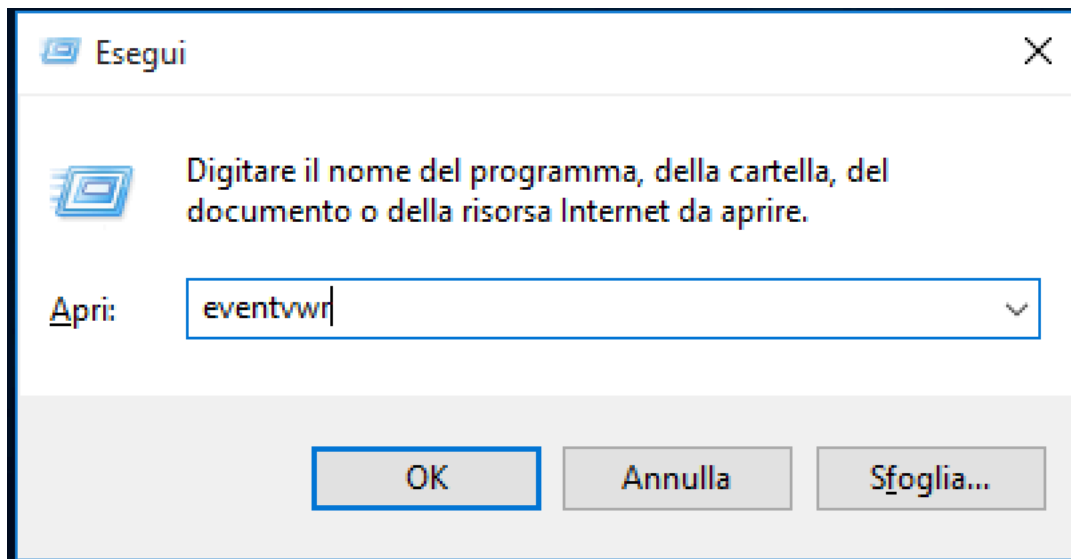 Esegui
Digitare il nome del programma, della cartella, del
documento o della risorsa Internet da aprire.
Apri:
eventvwr
OK
Annulla
Sfoglia...